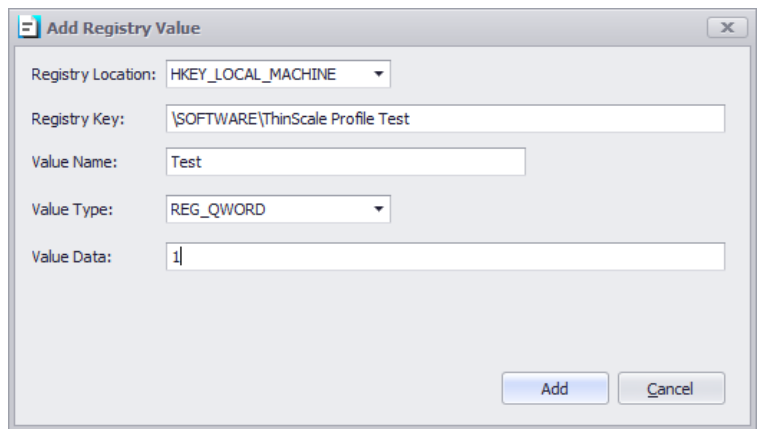 Add Registry Value
Registry Location: HKEY_LOCAL_MACHINE
Registry Key: \SOFTWARE\ThinScale Profile Test
Value Name: Test
Value Type: REG_QWORD
Value Data: 1
Add Cancel